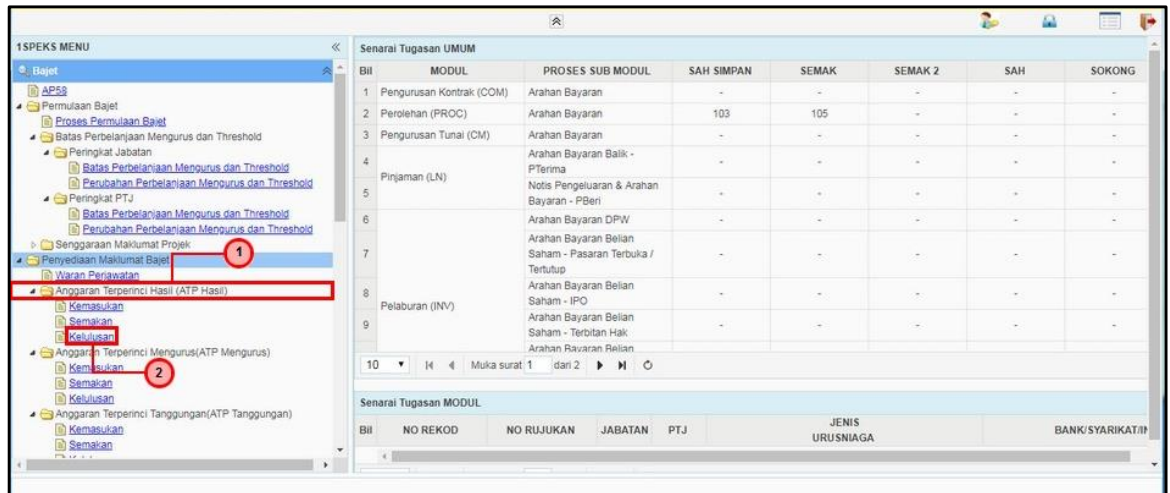 1SPEKS MENU
Bajet
AP58
Permulaan Bajet
Proses Permulaan Bajet
Batas Perbelanjaan Mengurus dan Threshold
Peringkat Jabatan
Batas Perbelanjaan Mengurus dan Threshold
Perubahan Perbelanjaan Mengurus dan Threshold
Peringkat PTJ
Batas Perbelanjaan Mengurus dan Threshold
Perubahan Perbelanjaan Mengurus dan Threshold
Senggaraan Maklumat Projek
1
Penyediaan Maklumat Bajet
Waran Perjawatan
Anggaran Terperinci Hasil (ATP Hasil)
Kemasukan
Semakan
Kelulusan
Anggaran Terperinci Mengurus(ATP Mengurus)
Kemasukan
2
Semakan
Kelulusan
Anggaran Terperinci Tanggungan(ATP Tanggungan)
Kemasukan
Semakan
Senarai Tugasan UMUM
Bil MODUL PROSES SUB MODUL SAH SIMPAN SEMAK SEMAK 2 SAH SOKONG
1 Pengurusan Kontrak (COM) Arahan Bayaran - - - - -
2 Perolehan (PROC) Arahan Bayaran 103 105 - - -
3 Pengurusan Tunai (CM) Arahan Bayaran - - - - -
4 Pinjaman (LN) Arahan Bayaran Balik -
PTerima - - - - -
5 Notis Pengeluaran & Arahan
Bayaran - PBeri - - - - -
6 Pelaburan (INV) Arahan Bayaran DPW - - - - -
7 Arahan Bayaran Belian
Saham - Pasaran Terbuka /
Tertutup - - - - -
8 Arahan Bayaran Belian
Saham - IPO - - - - -
9 Arahan Bayaran Belian
Saham - Terbitan Hak - - - - -
Arahan Bayaran Belian
10 Muka surat 1 dari 2
Senarai Tugasan MODUL
Bil NO REKOD NO RUJUKAN JABATAN PTJ JENIS
URUSNIAGA BANK/SYARIKAT/IN